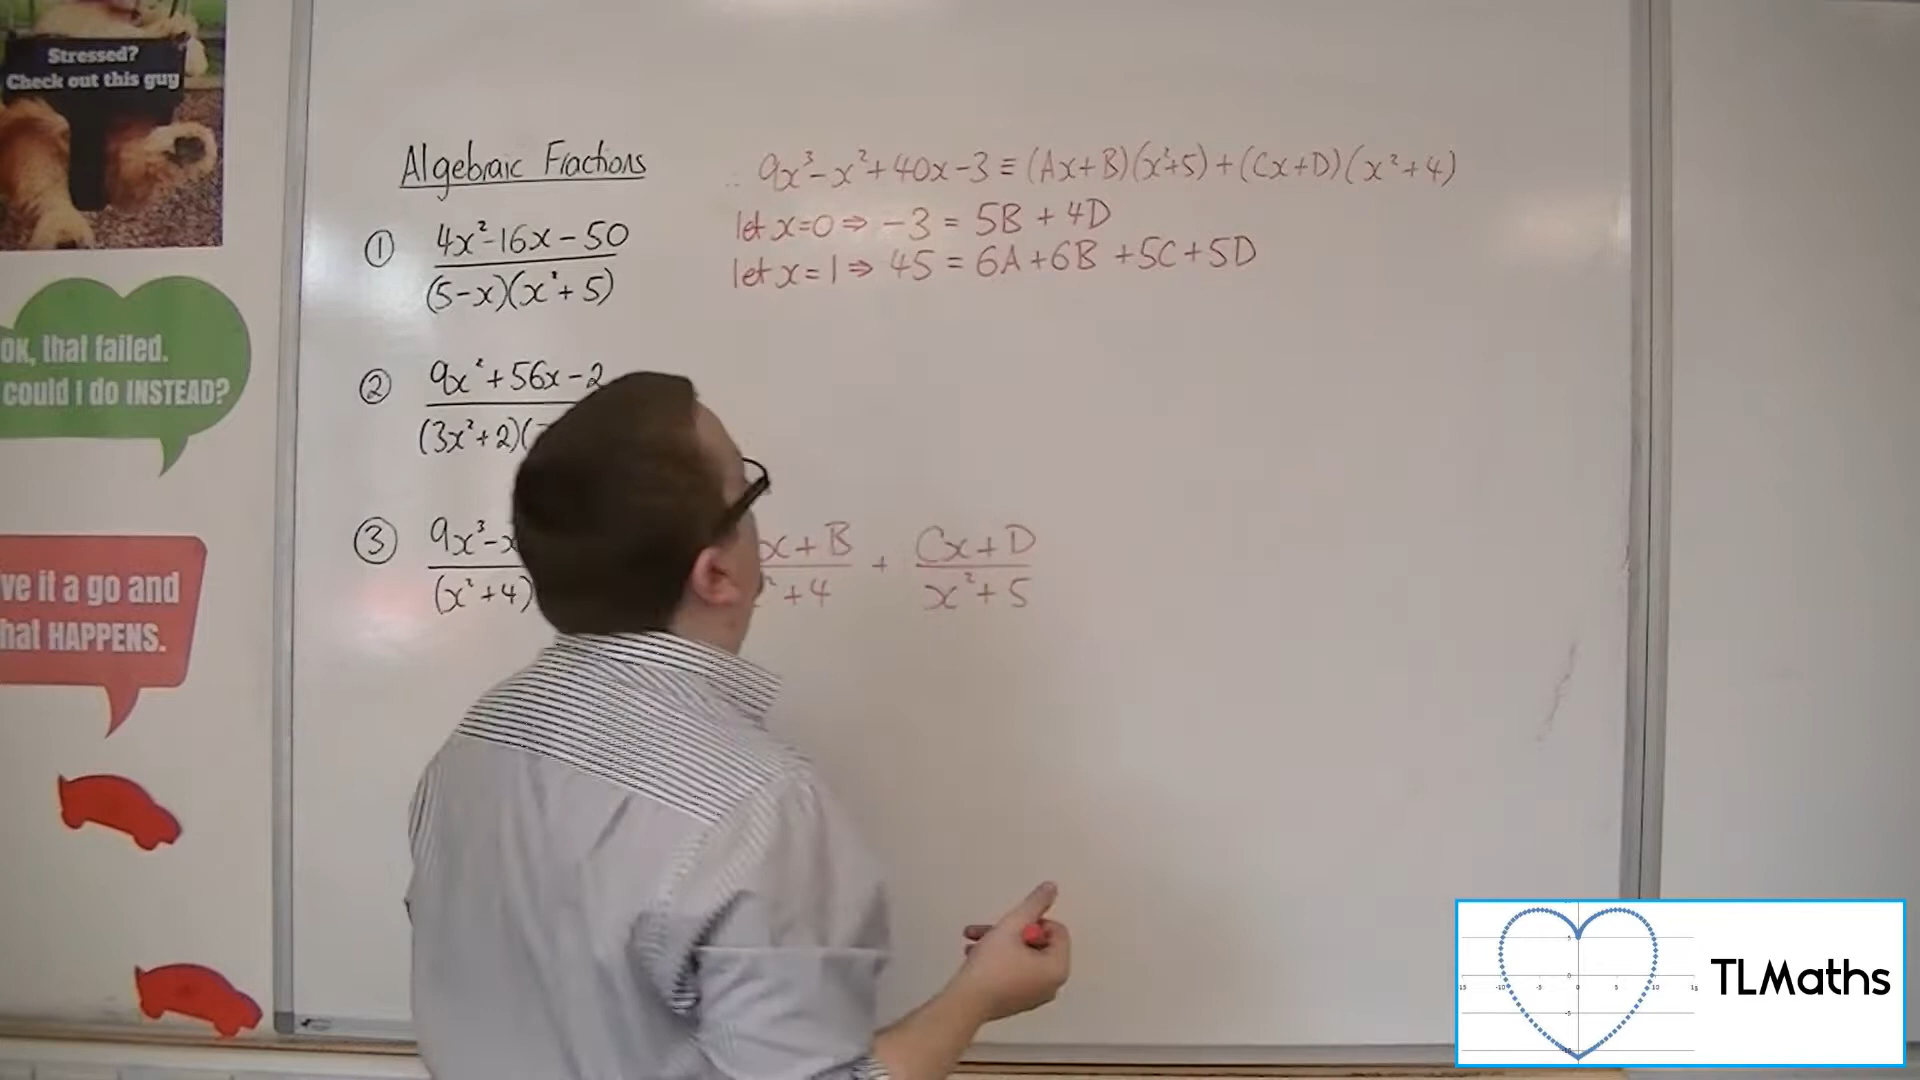 Stressed?
Check out this guy
Algebraic Fractions
∴ 9x³-x²+40x-3 ≡ (Ax+B)(x²+5)+(Cx+D)(x²+4)
let x=0 ⇒ -3 = 5B + 4D
let x=1 ⇒ 45 = 6A+6B +5C+5D
① 4x²-16x-50
(5-x)(x²+5)
OK, that failed.
could I do INSTEAD?
② 9x²+56x-2
(3x²+2)(
③ 9x³-x
(x²+4)
x+B + Cx+D
²+4 x²+5
ve it a go and
hat HAPPENS.
TLMaths